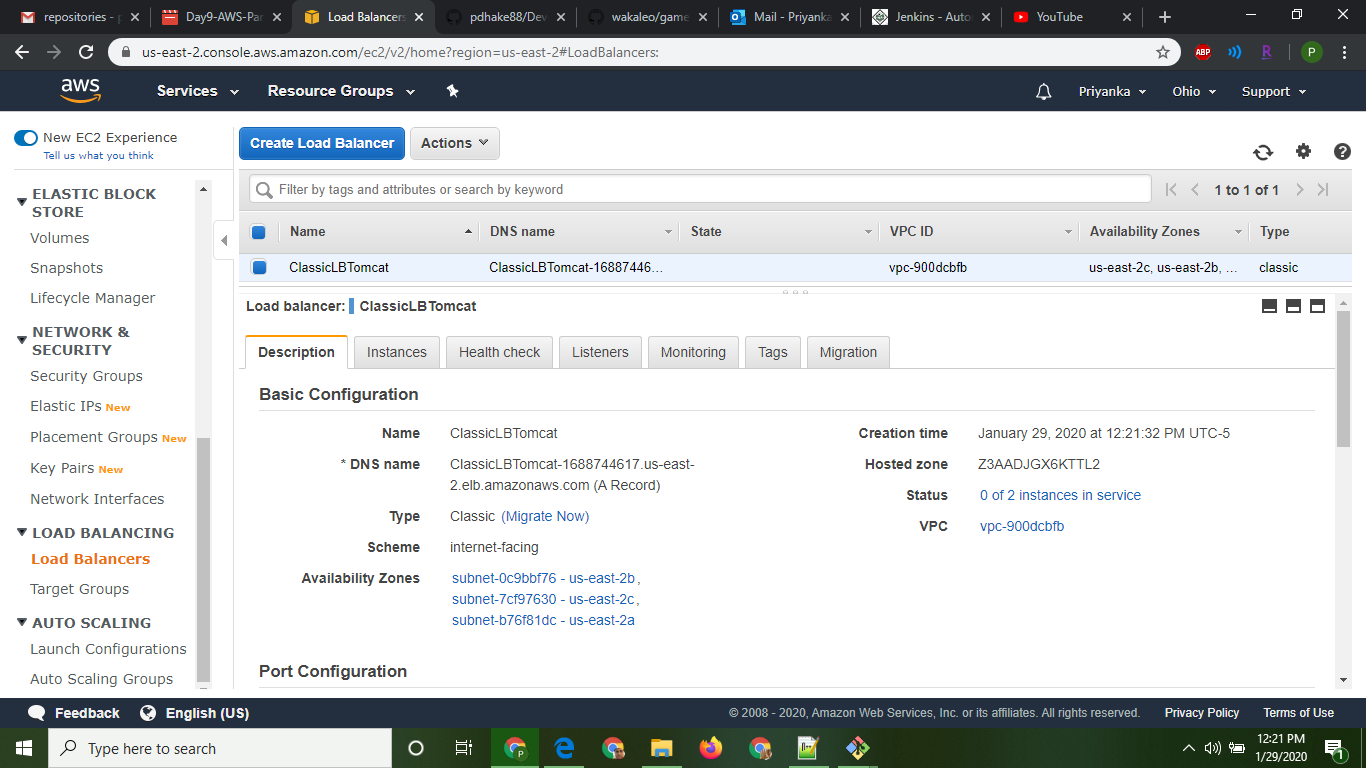 repositories - p
Day9-AWS-Par
Load Balancers
pdhake88/Dev
wakaleo/game
Mail - Priyanka
Jenkins - Auto
YouTube
us-east-2.console.aws.amazon.com/ec2/v2/home?region=us-east-2#LoadBalancers:
ABP
R
P
aws
Services
Resource Groups
Priyanka
Ohio
Support
New EC2 Experience
Tell us what you think
ELASTIC BLOCK
STORE
Volumes
Snapshots
Lifecycle Manager
NETWORK &
SECURITY
Security Groups
Elastic IPs New
Placement Groups New
Key Pairs New
Network Interfaces
LOAD BALANCING
Load Balancers
Target Groups
AUTO SCALING
Launch Configurations
Auto Scaling Groups
Create Load Balancer
Actions
Filter by tags and attributes or search by keyword
1 to 1 of 1
Name DNS name State VPC ID Availability Zones Type
ClassicLBTomcat ClassicLBTomcat-16887446... vpc-900dcbfb us-east-2c, us-east-2b, ... classic
Load balancer: ClassicLBTomcat
Description Instances Health check Listeners Monitoring Tags Migration
Basic Configuration
Name ClassicLBTomcat
* DNS name ClassicLBTomcat-1688744617.us-east-
2.elb.amazonaws.com (A Record)
Type Classic (Migrate Now)
Scheme internet-facing
Availability Zones subnet-0c9bbf76 - us-east-2b,
subnet-7cf97630 - us-east-2c,
subnet-b76f81dc - us-east-2a
Creation time January 29, 2020 at 12:21:32 PM UTC-5
Hosted zone Z3AADJGX6KTTL2
Status 0 of 2 instances in service
VPC vpc-900dcbfb
Port Configuration
Feedback
English (US)
© 2008 - 2020, Amazon Web Services, Inc. or its affiliates. All rights reserved.
Privacy Policy
Terms of Use
Type here to search
12:21 PM
1/29/2020
1